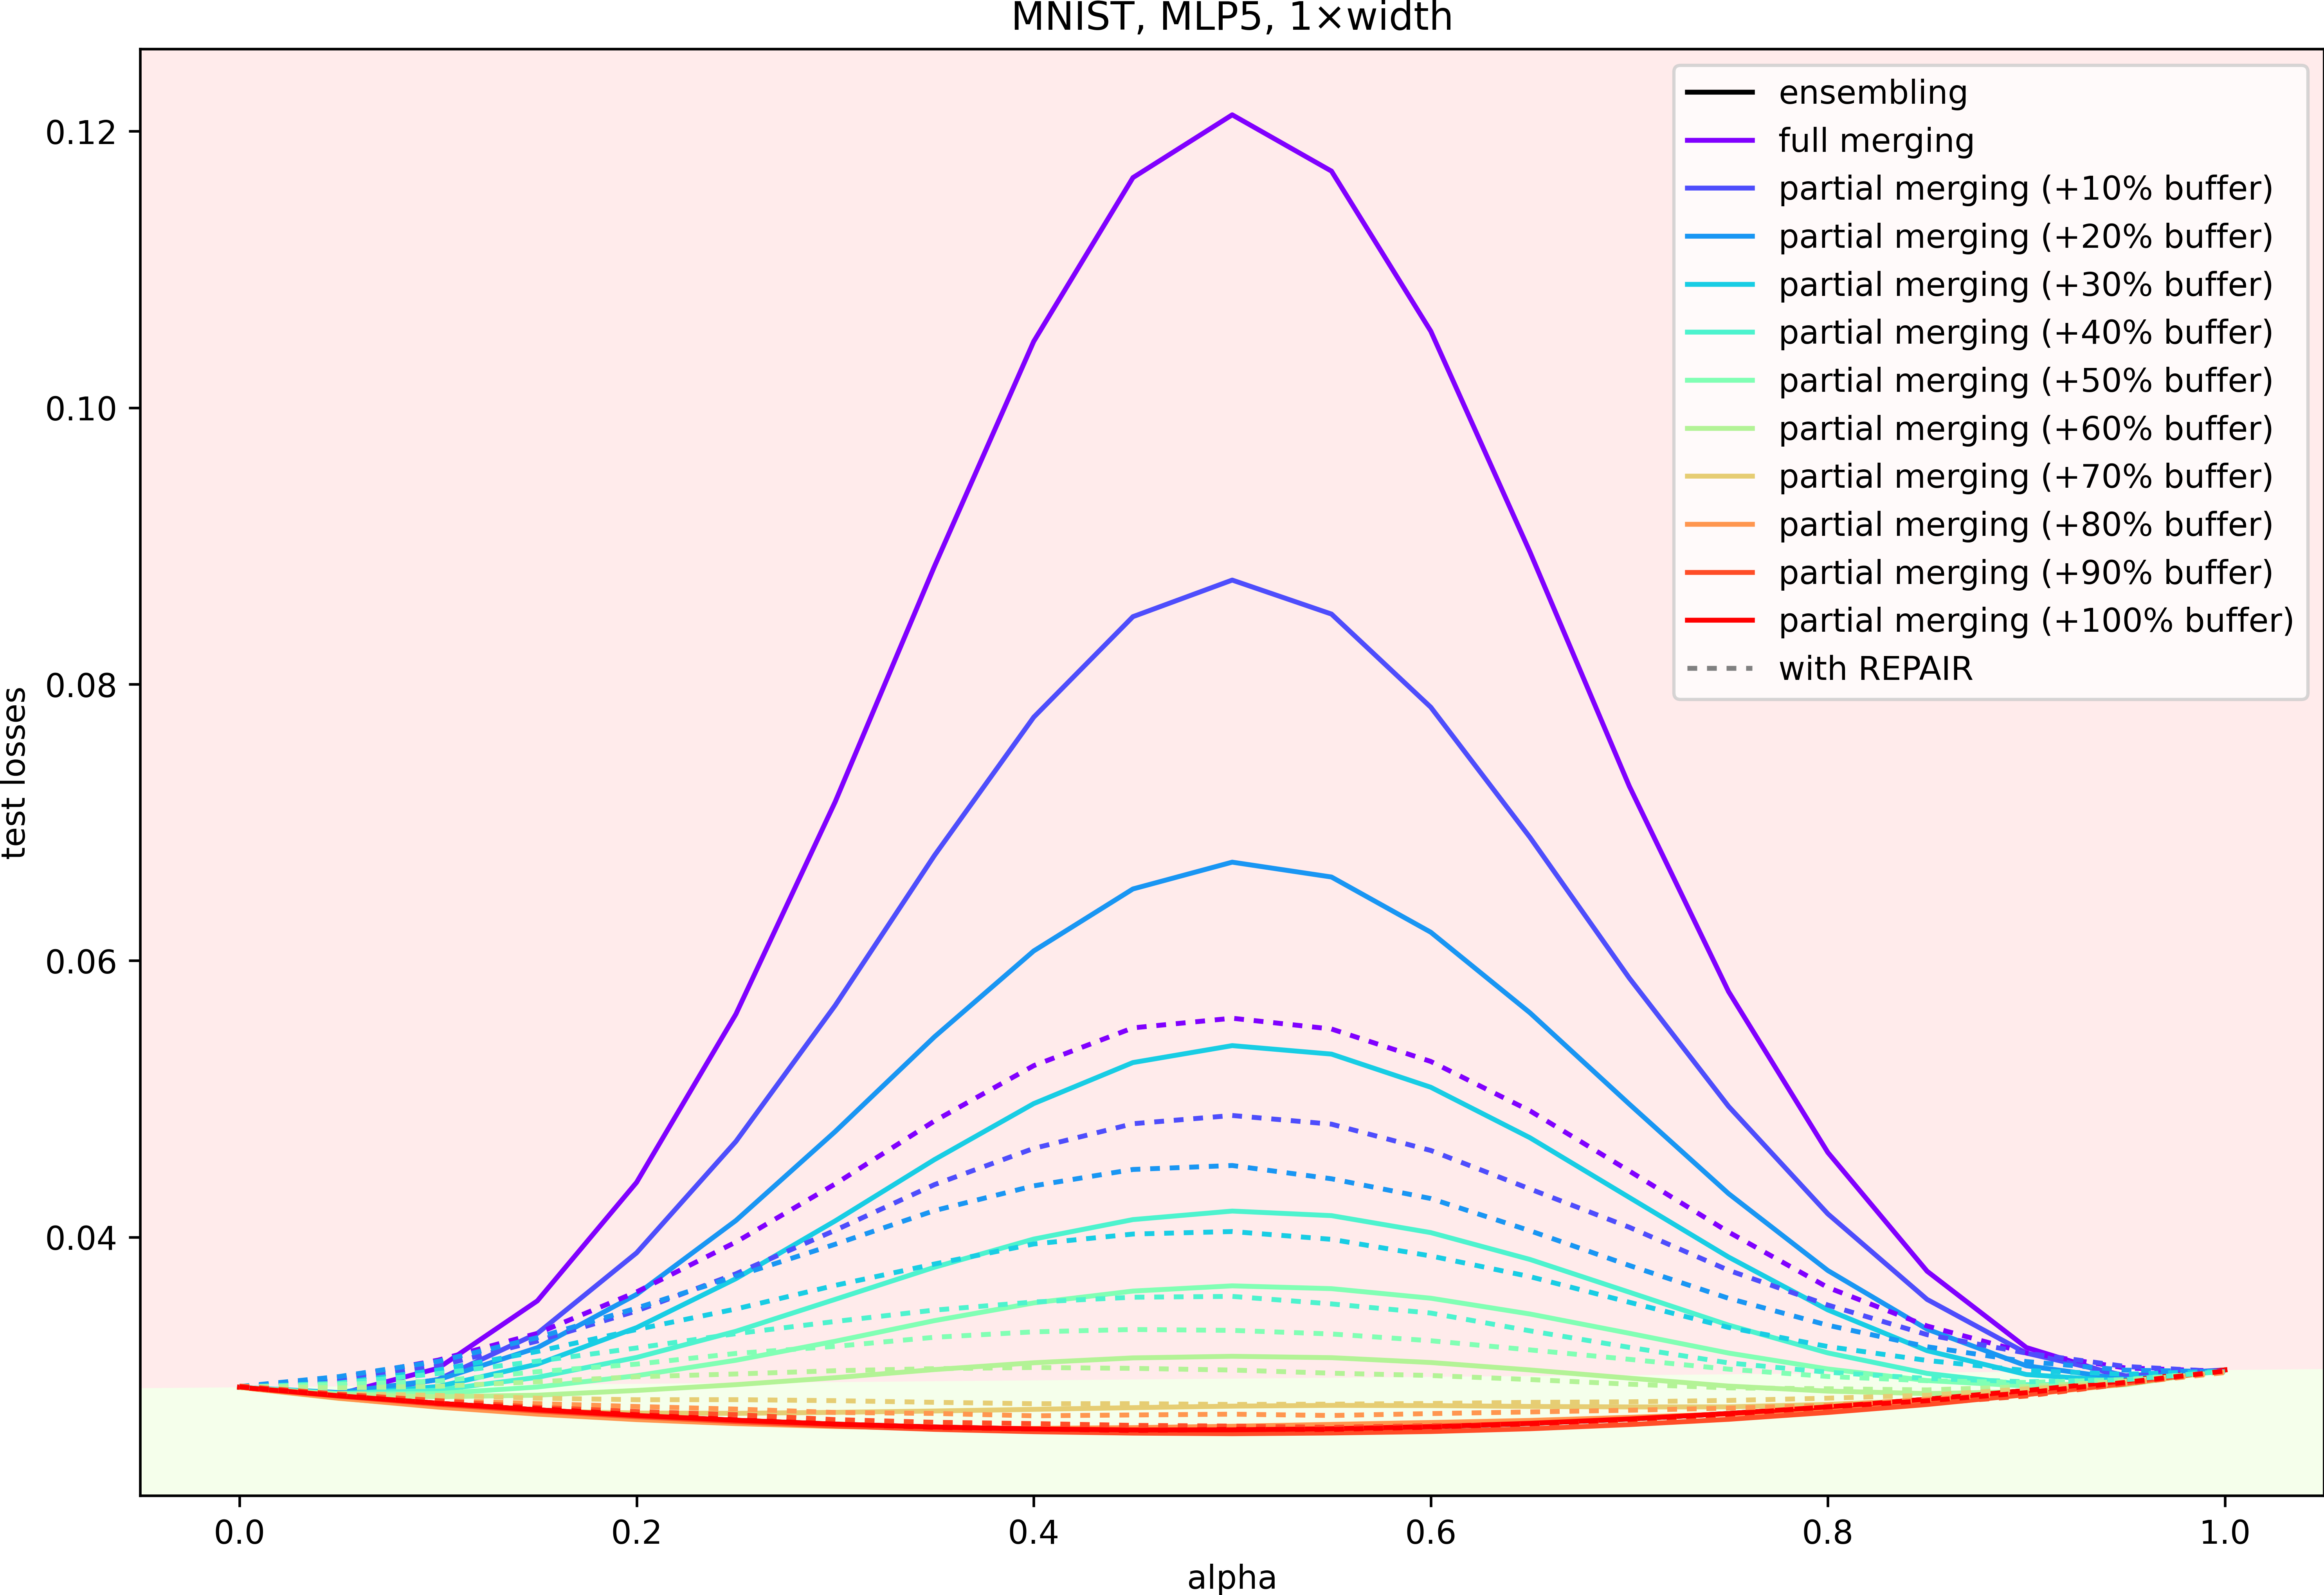 MNIST, MLP5, 1×width
ensembling
full merging
partial merging (+10% buffer)
partial merging (+20% buffer)
partial merging (+30% buffer)
partial merging (+40% buffer)
partial merging (+50% buffer)
partial merging (+60% buffer)
partial merging (+70% buffer)
partial merging (+80% buffer)
partial merging (+90% buffer)
partial merging (+100% buffer)
with REPAIR
test losses
0.12
0.10
0.08
0.06
0.04
0.0 0.2 0.4 0.6 0.8 1.0
alpha